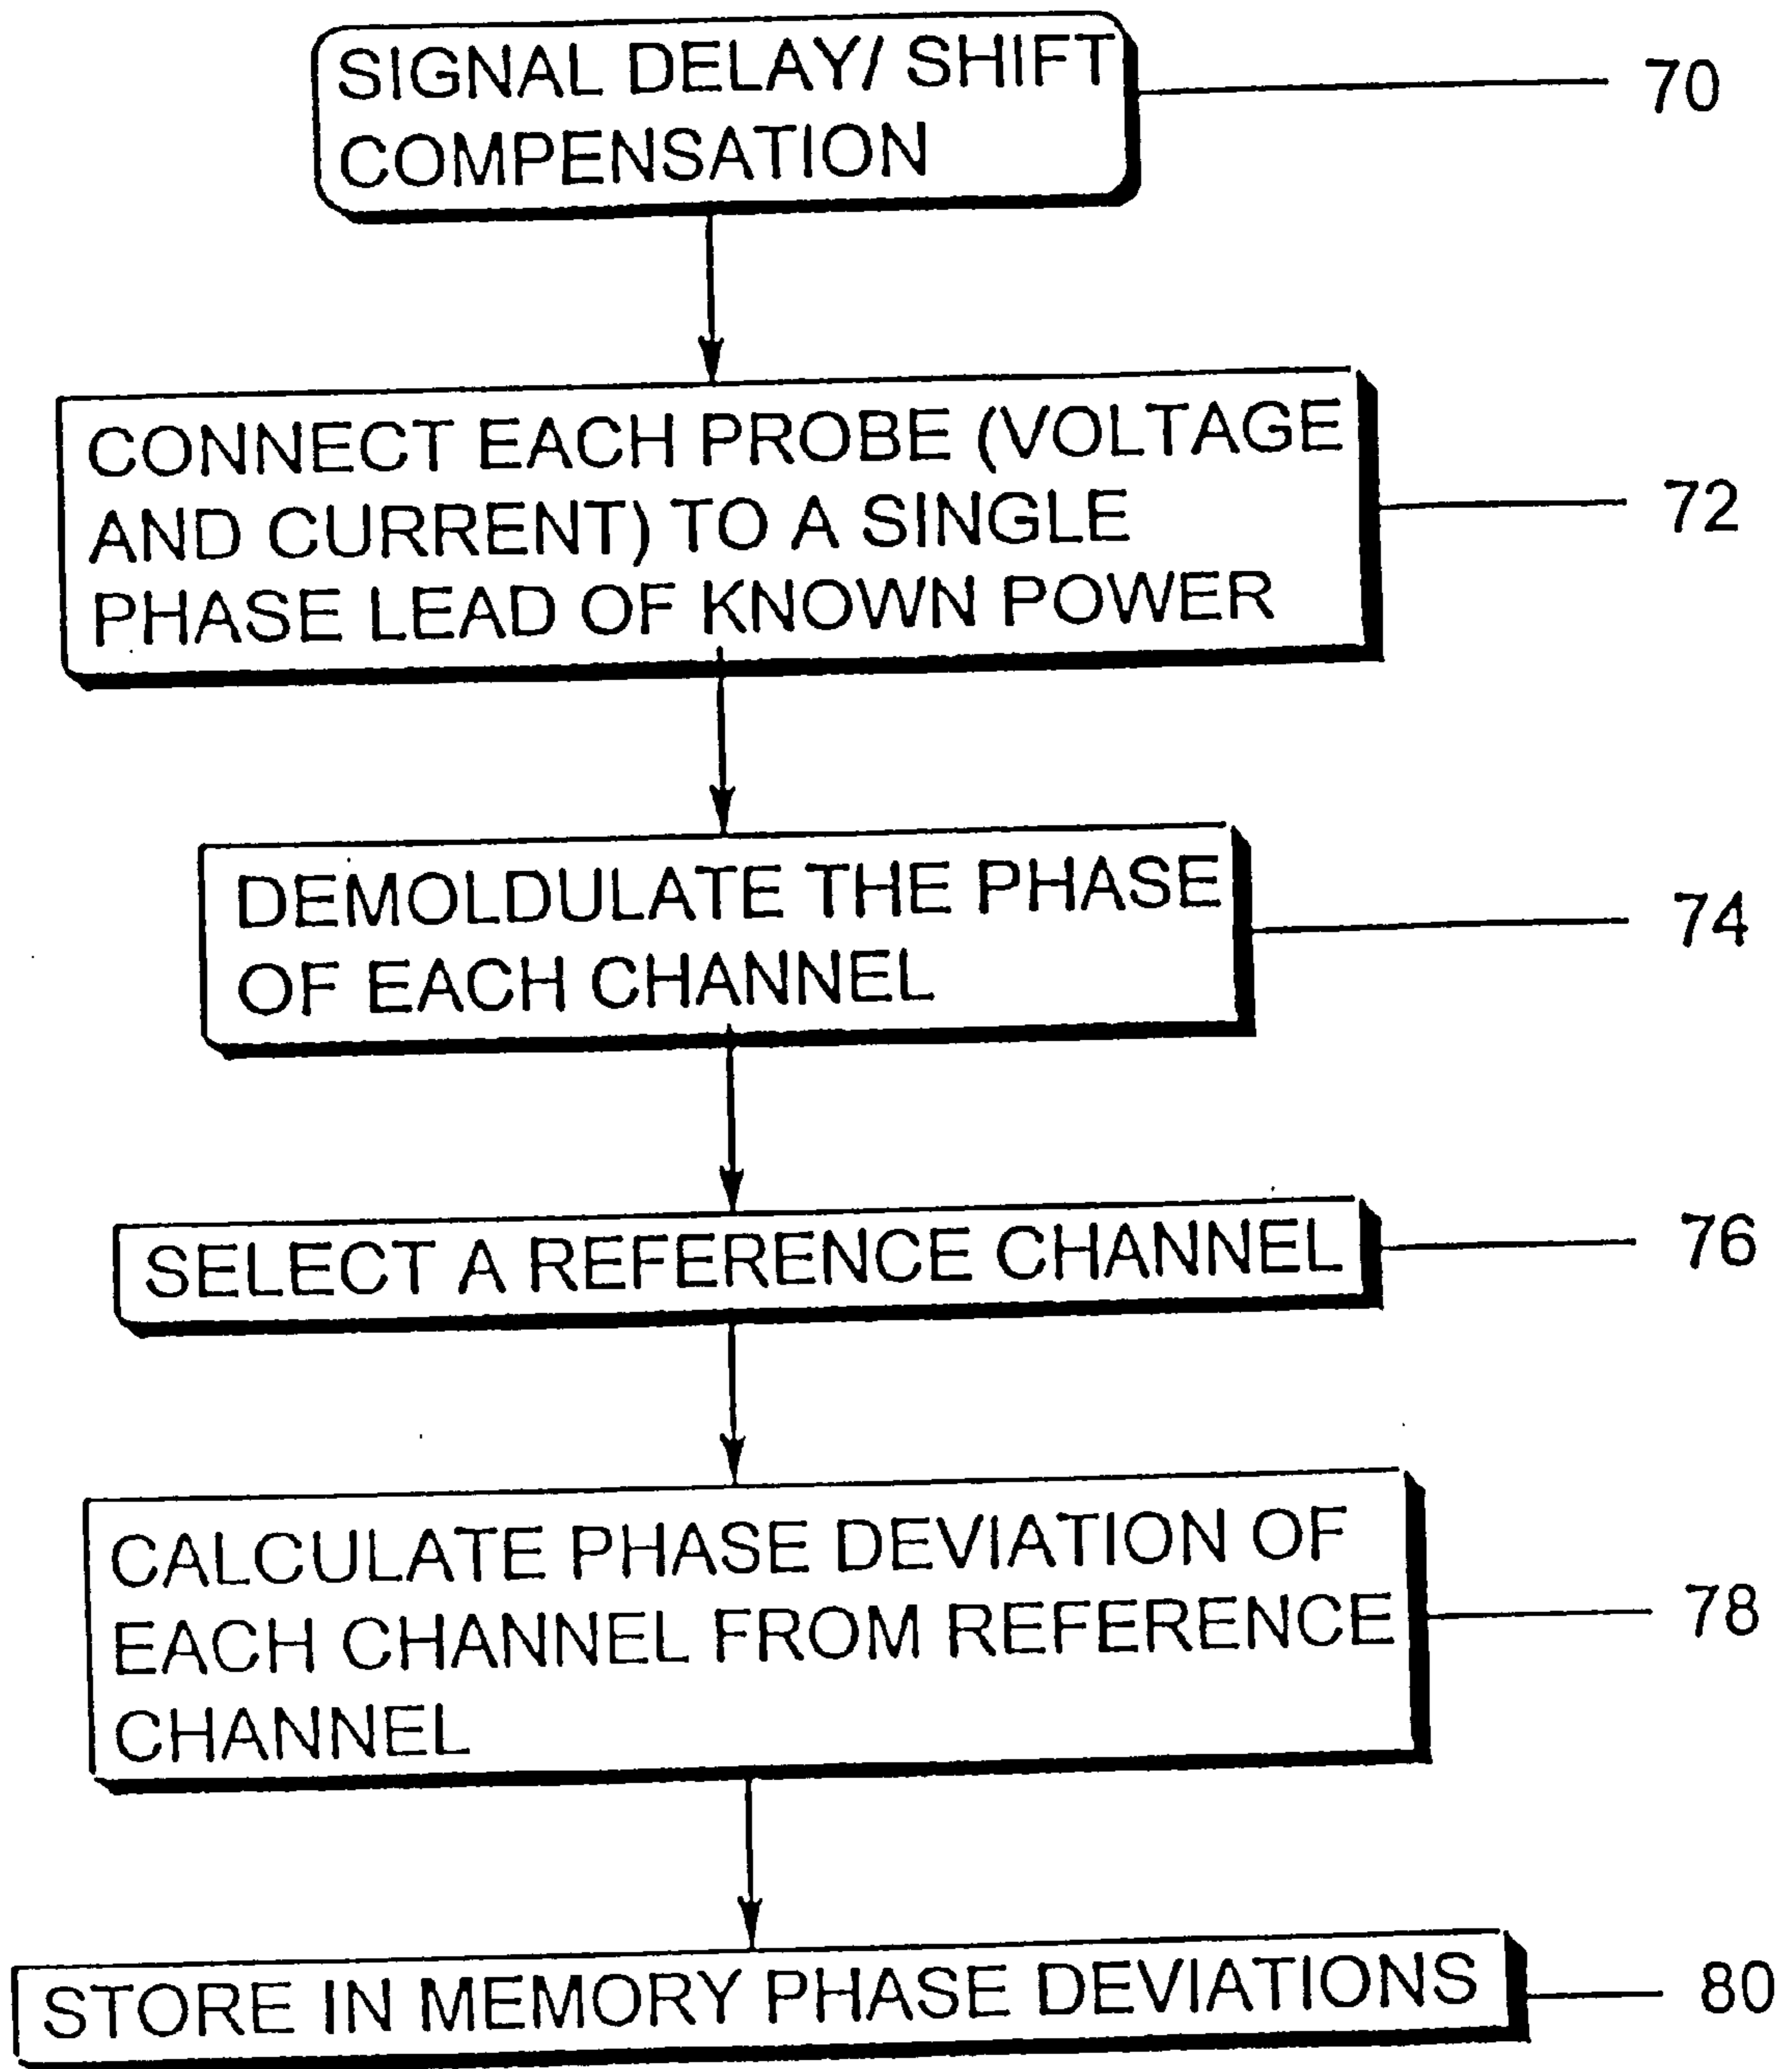 SIGNAL DELAY/ SHIFT
COMPENSATION
70
CONNECT EACH PROBE (VOLTAGE
AND CURRENT) TO A SINGLE
PHASE LEAD OF KNOWN POWER
72
DEMOLDULATE THE PHASE
OF EACH CHANNEL
74
SELECT A REFERENCE CHANNEL
76
CALCULATE PHASE DEVIATION OF
EACH CHANNEL FROM REFERENCE
CHANNEL
78
STORE IN MEMORY PHASE DEVIATIONS
80